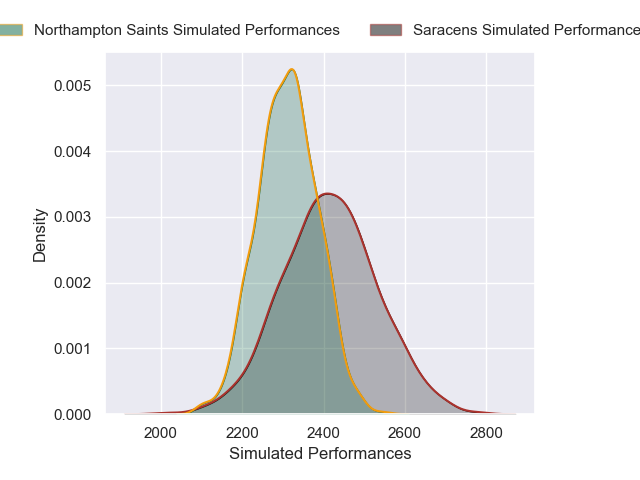 Northampton Saints Simulated Performances
Saracens Simulated Performance
0.005
0.004
0.003
0.002
0.001
0.000
Density
2000 2200 2400 2600 2800
Simulated Performances